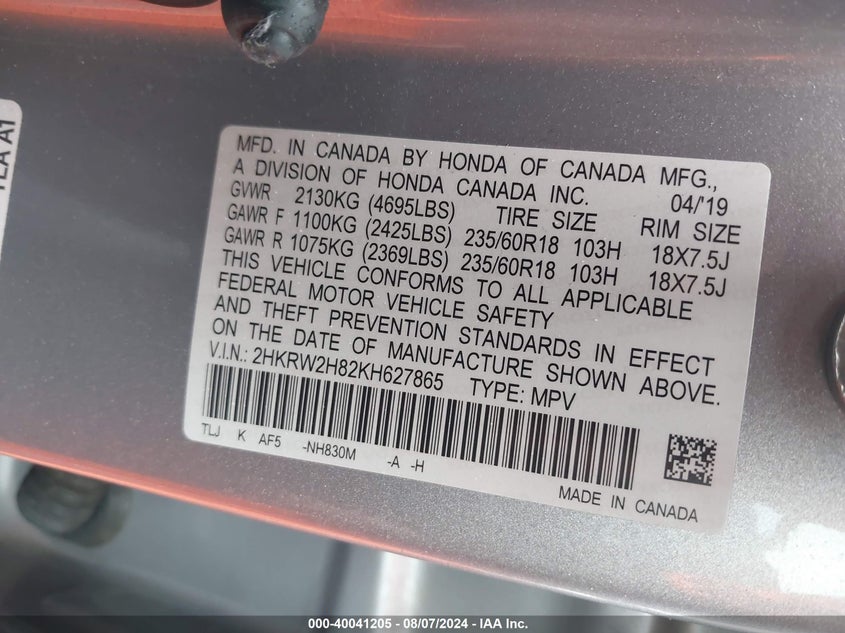 TLA A1
MFD. IN CANADA BY HONDA OF CANADA MFG.,
A DIVISION OF HONDA CANADA INC. 04/'19
GVWR 2130KG (4695LBS) TIRE SIZE RIM SIZE
GAWR F 1100KG (2425LBS) 235/60R18 103H 18X7.5J
GAWR R 1075KG (2369LBS) 235/60R18 103H 18X7.5J
THIS VEHICLE CONFORMS TO ALL APPLICABLE
FEDERAL MOTOR VEHICLE SAFETY
AND THEFT PREVENTION STANDARDS IN EFFECT
ON THE DATE OF MANUFACTURE SHOWN ABOVE.
V.I.N.: 2HKRW2H82KH627865 TYPE: MPV
TLJ K AF5 -NH830M -A -H
MADE IN CANADA
000-40041205 - 08/07/2024 - IAA Inc.